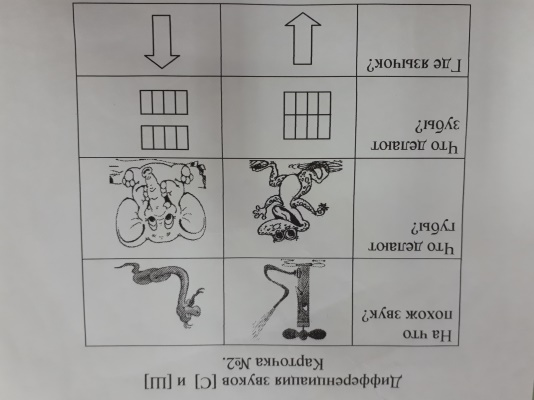 Дифференциация звуков [С] и [Ш]
Карточка №2.
На что
похож звук?
Что делают
губы?
Что делают
зубы?
Где язычок?